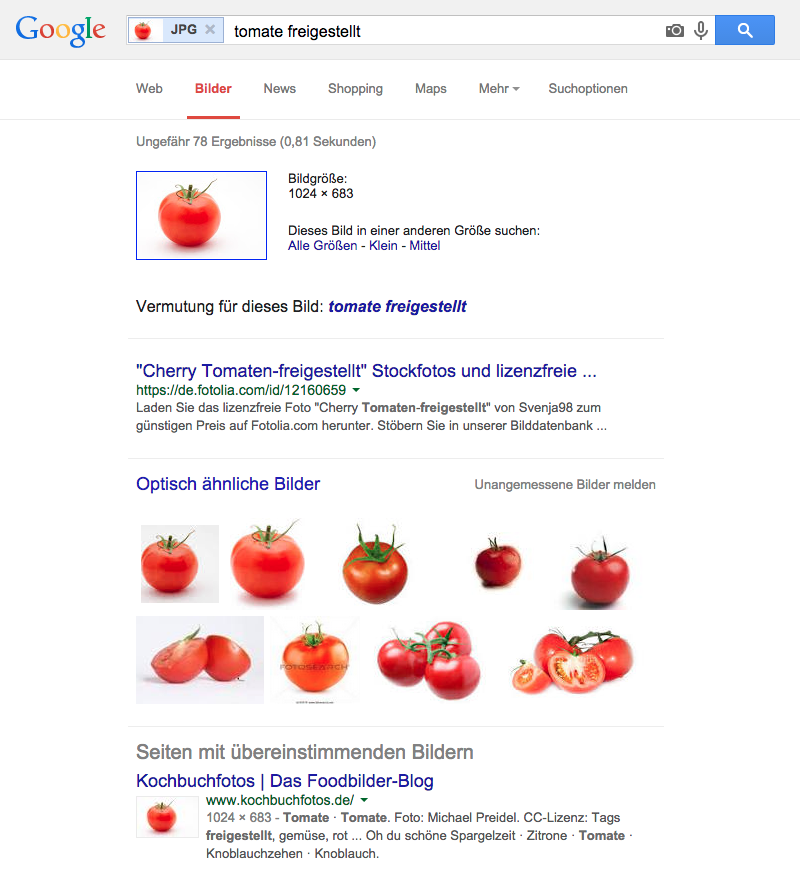 Google JPG tomate freigestellt
Web Bilder News Shopping Maps Mehr Suchoptionen
Ungefähr 78 Ergebnisse (0,81 Sekunden)
Bildgröße:
1024 × 683
Dieses Bild in einer anderen Größe suchen:
Alle Größen - Klein - Mittel
Vermutung für dieses Bild: tomate freigestellt
"Cherry Tomaten-freigestellt" Stockfotos und lizenzfreie ...
https://de.fotolia.com/id/12160659
Laden Sie das lizenzfreie Foto "Cherry Tomaten-freigestellt" von Svenja98 zum
günstigen Preis auf Fotolia.com herunter. Stöbern Sie in unserer Bilddatenbank ...
Optisch ähnliche Bilder Unangemessene Bilder melden
FOTOSEARCH
Seiten mit übereinstimmenden Bildern
Kochbuchfotos | Das Foodbilder-Blog
www.kochbuchfotos.de/
1024 × 683 - Tomate · Tomate. Foto: Michael Preidel. CC-Lizenz: Tags
freigestellt, gemüse, rot ... Oh du schöne Spargelzeit · Zitrone · Tomate ·
Knoblauchzehen · Knoblauch.